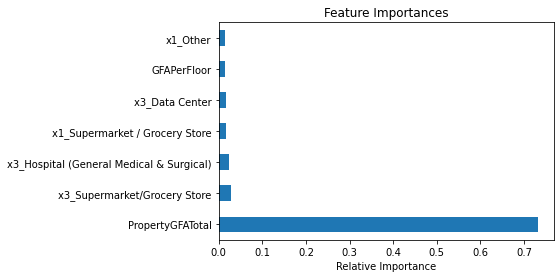 Feature Importances
x1_Other
GFAPerFloor
x3_Data Center
x1_Supermarket / Grocery Store
x3_Hospital (General Medical & Surgical)
x3_Supermarket/Grocery Store
PropertyGFATotal
0.0 0.1 0.2 0.3 0.4 0.5 0.6 0.7
Relative Importance